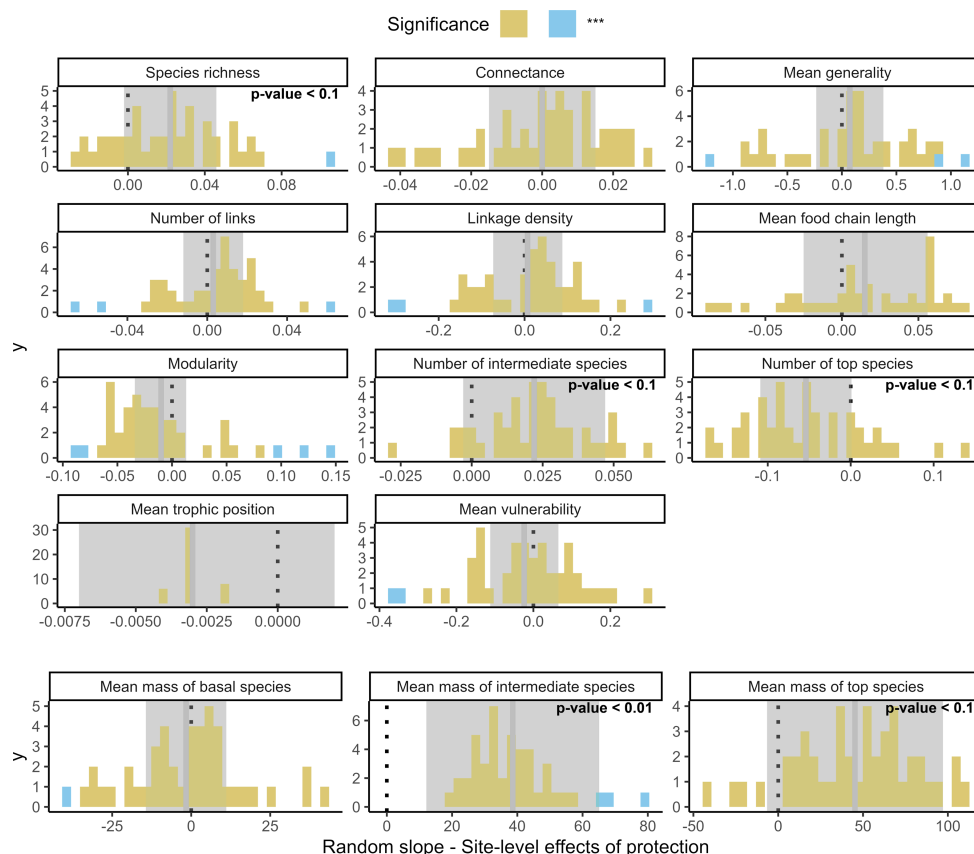 Significance ***
Species richness Connectance Mean generality
p-value < 0.1
5 4 3 2 1 0
4 3 2 1 0
6 4 2 0
0.00 0.04 0.08
-0.04 -0.02 0.00 0.02
-1.0 -0.5 0.0 0.5 1.0
Number of links Linkage density Mean food chain length
6 4 2 0
6 4 2 0
8 6 4 2 0
-0.04 0.00 0.04
-0.2 0.0 0.2
-0.05 0.00 0.05
y
Modularity Number of intermediate species Number of top species
p-value < 0.1 p-value < 0.1
6 4 2 0
5 4 3 2 1 0
5 4 3 2 1 0
-0.10 -0.05 0.00 0.05 0.10 0.15
0.000 0.025 0.050
-0.1 0.0 0.1
Mean trophic position Mean vulnerability
30 20 10 0
5 4 3 2 1 0
-0.0075 -0.0050 -0.0025 0.0000
-0.4 -0.2 0.0 0.2
Mean mass of basal species Mean mass of intermediate species Mean mass of top species
p-value < 0.01 p-value < 0.1
y
5 4 3 2 1 0
6 4 2 0
5 4 3 2 1 0
-25 0 25
0 20 40 60 80
-50 0 50 100
Random slope - Site-level effects of protection